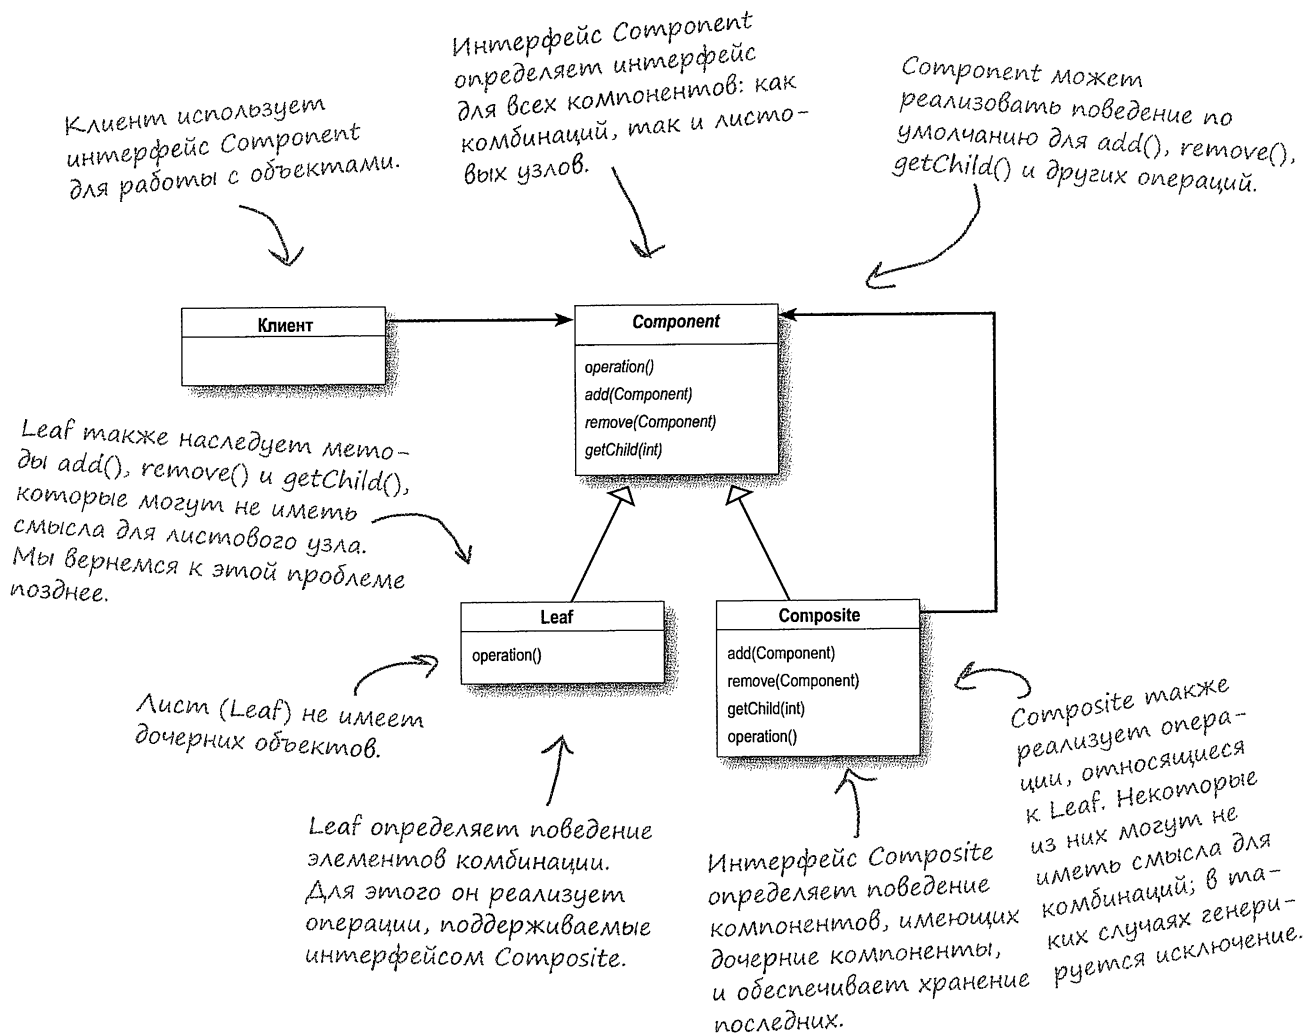 Интерфейс Component
определяет интерфейс
для всех компонентов: как
комбинаций, так и листо-
вых узлов.
Component может
реализовать поведение по
умолчанию для add(), remove(),
getChild() и других операций.
Клиент использует
интерфейс Component
для работы с объектами.
Клиент
Component
operation()
add(Component)
remove(Component)
getChild(int)
Leaf также наследует мето-
ды add(), remove() и getChild(),
которые могут не иметь
смысла для листового узла.
Мы вернемся к этой проблеме
позднее.
Leaf
operation()
Composite
add(Component)
remove(Component)
getChild(int)
operation()
Лист (Leaf) не имеет
дочерних объектов.
Composite также
реализует опера-
ции, относящиеся
к Leaf. Некоторые
из них могут не
иметь смысла для
комбинаций; в та-
ких случаях генери-
руется исключение.
Leaf определяет поведение
элементов комбинации.
Для этого он реализует
операции, поддерживаемые
интерфейсом Composite.
Интерфейс Composite
определяет поведение
компонентов, имеющих
дочерние компоненты,
и обеспечивает хранение
последних.